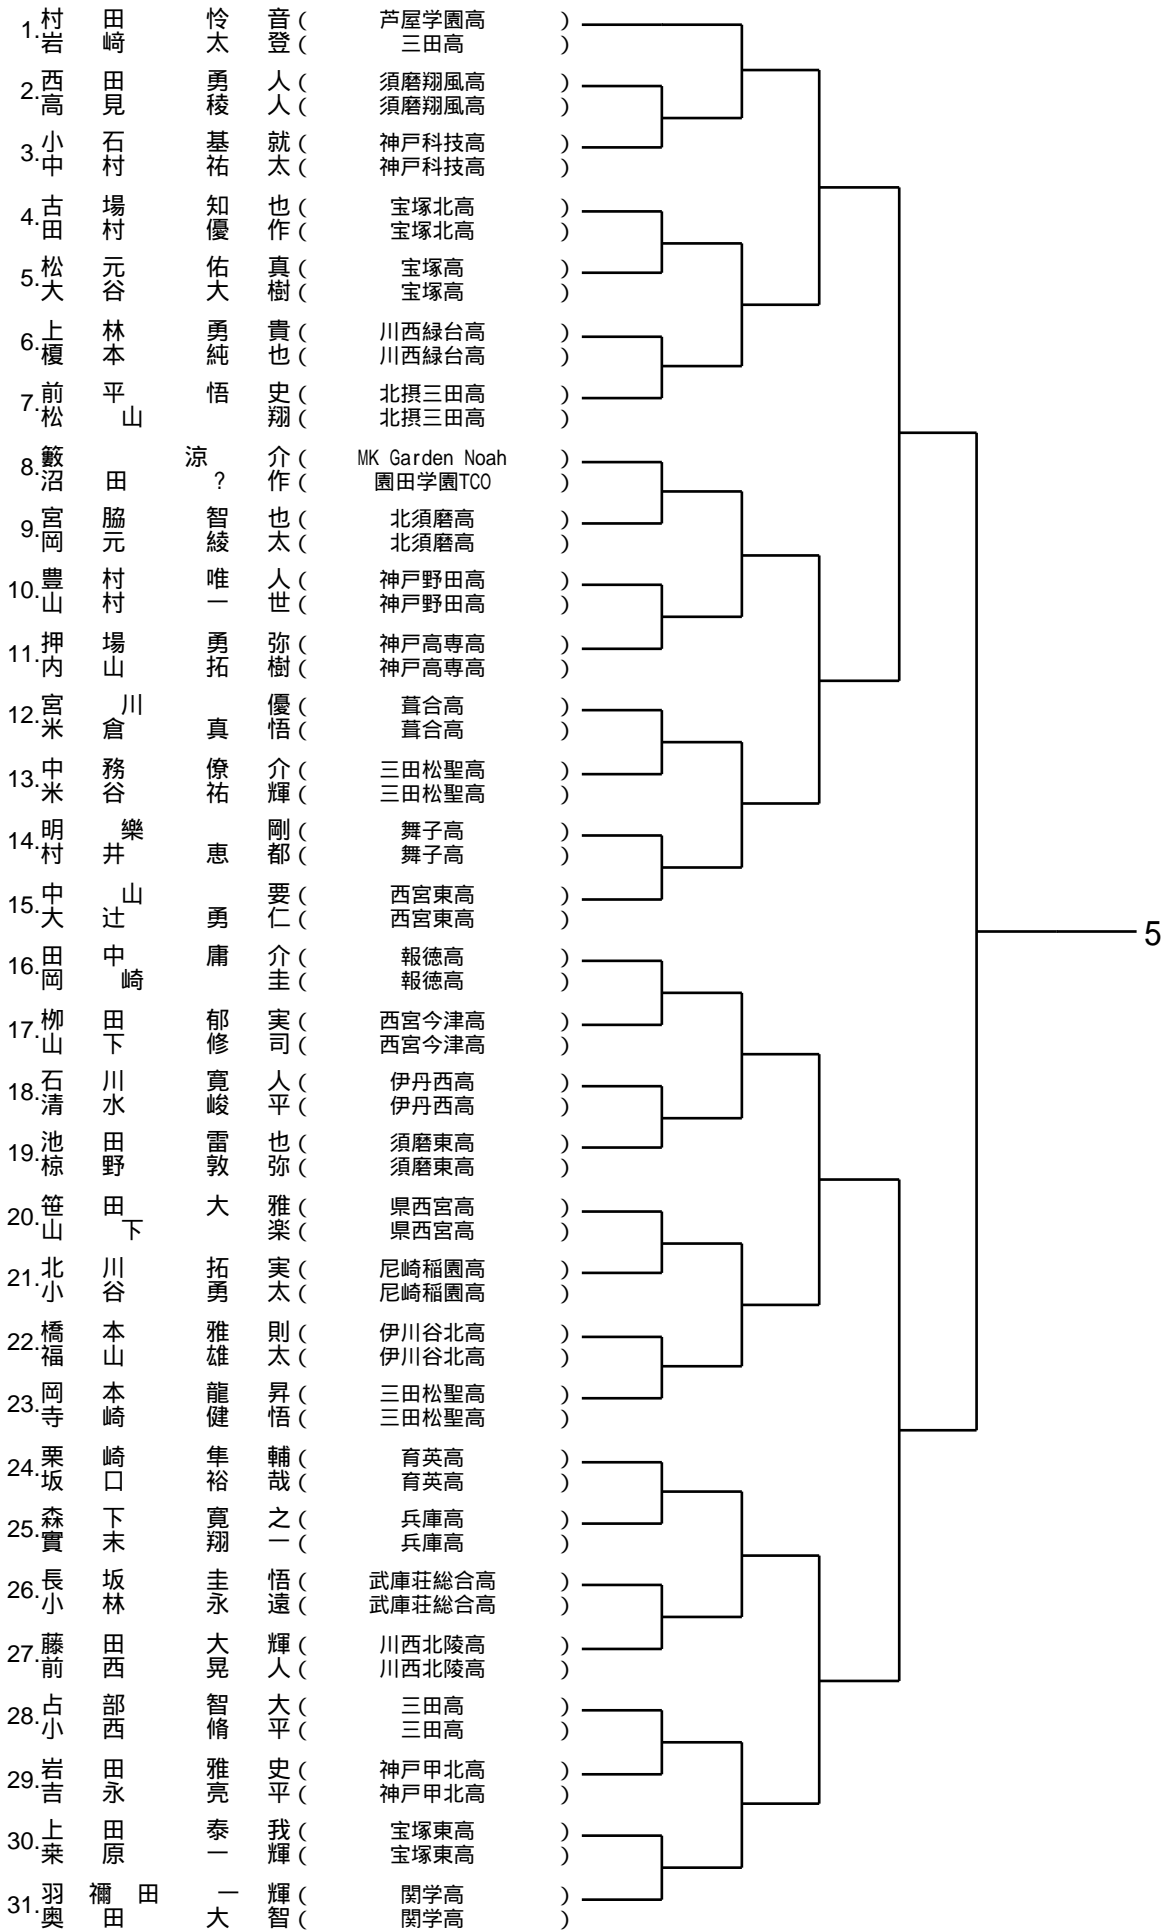 1.村田 怜音(芦屋学園高)
岩﨑 太登(三田高)
2.西田 勇人(須磨翔風高)
高見 稜人(須磨翔風高)
3.小石 基就(神戸科技高)
中村 祐太(神戸科技高)
4.古場 知也(宝塚北高)
田村 優作(宝塚北高)
5.松元 佑真(宝塚高)
大谷 大樹(宝塚高)
6.上林 勇貴(川西緑台高)
榎本 純也(川西緑台高)
7.前平 悟史(北摂三田高)
松山 翔(北摂三田高)
8.籔 涼介(MK Garden Noah)
沼田 ?作(園田学園TCO)
9.宮脇 智也(北須磨高)
岡元 綾太(北須磨高)
10.豊村 唯人(神戸野田高)
山村 一世(神戸野田高)
11.押場 勇弥(神戸高専高)
内山 拓樹(神戸高専高)
12.宮川 優(葺合高)
米倉 真悟(葺合高)
13.中務 僚介(三田松聖高)
米谷 祐輝(三田松聖高)
14.明樂 剛(舞子高)
村井 恵都(舞子高)
15.中山 要(西宮東高)
大辻 勇仁(西宮東高)
5
16.田中 庸介(報徳高)
岡崎 圭(報徳高)
17.栁田 郁実(西宮今津高)
山下 修司(西宮今津高)
18.石川 寛人(伊丹西高)
清水 峻平(伊丹西高)
19.池田 雷也(須磨東高)
椋野 敦弥(須磨東高)
20.笹田 大雅(県西宮高)
山下 楽(県西宮高)
21.北川 拓実(尼崎稲園高)
小谷 勇太(尼崎稲園高)
22.橋本 雅則(伊川谷北高)
福山 雄太(伊川谷北高)
23.岡本 龍昇(三田松聖高)
寺崎 健悟(三田松聖高)
24.栗崎 隼輔(育英高)
坂口 裕哉(育英高)
25.森下 寛之(兵庫高)
實末 翔一(兵庫高)
26.長坂 圭悟(武庫荘総合高)
小林 永遠(武庫荘総合高)
27.藤田 大輝(川西北陵高)
前西 晃人(川西北陵高)
28.占部 智大(三田高)
小西 脩平(三田高)
29.岩田 雅史(神戸甲北高)
吉永 亮平(神戸甲北高)
30.上田 泰我(宝塚東高)
来原 一輝(宝塚東高)
31.羽禰田 一輝(関学高)
奥田 大智(関学高)